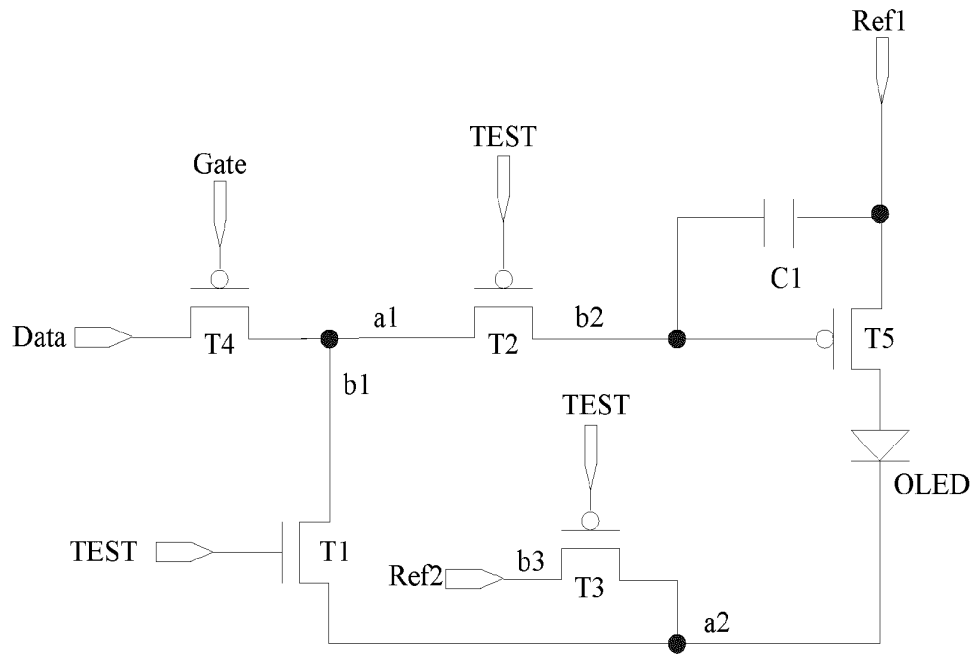 Ref1
TEST
Gate
C1
a1
b2
Data
T4
T2
T5
b1
TEST
OLED
TEST
T1
b3
Ref2
T3
a2